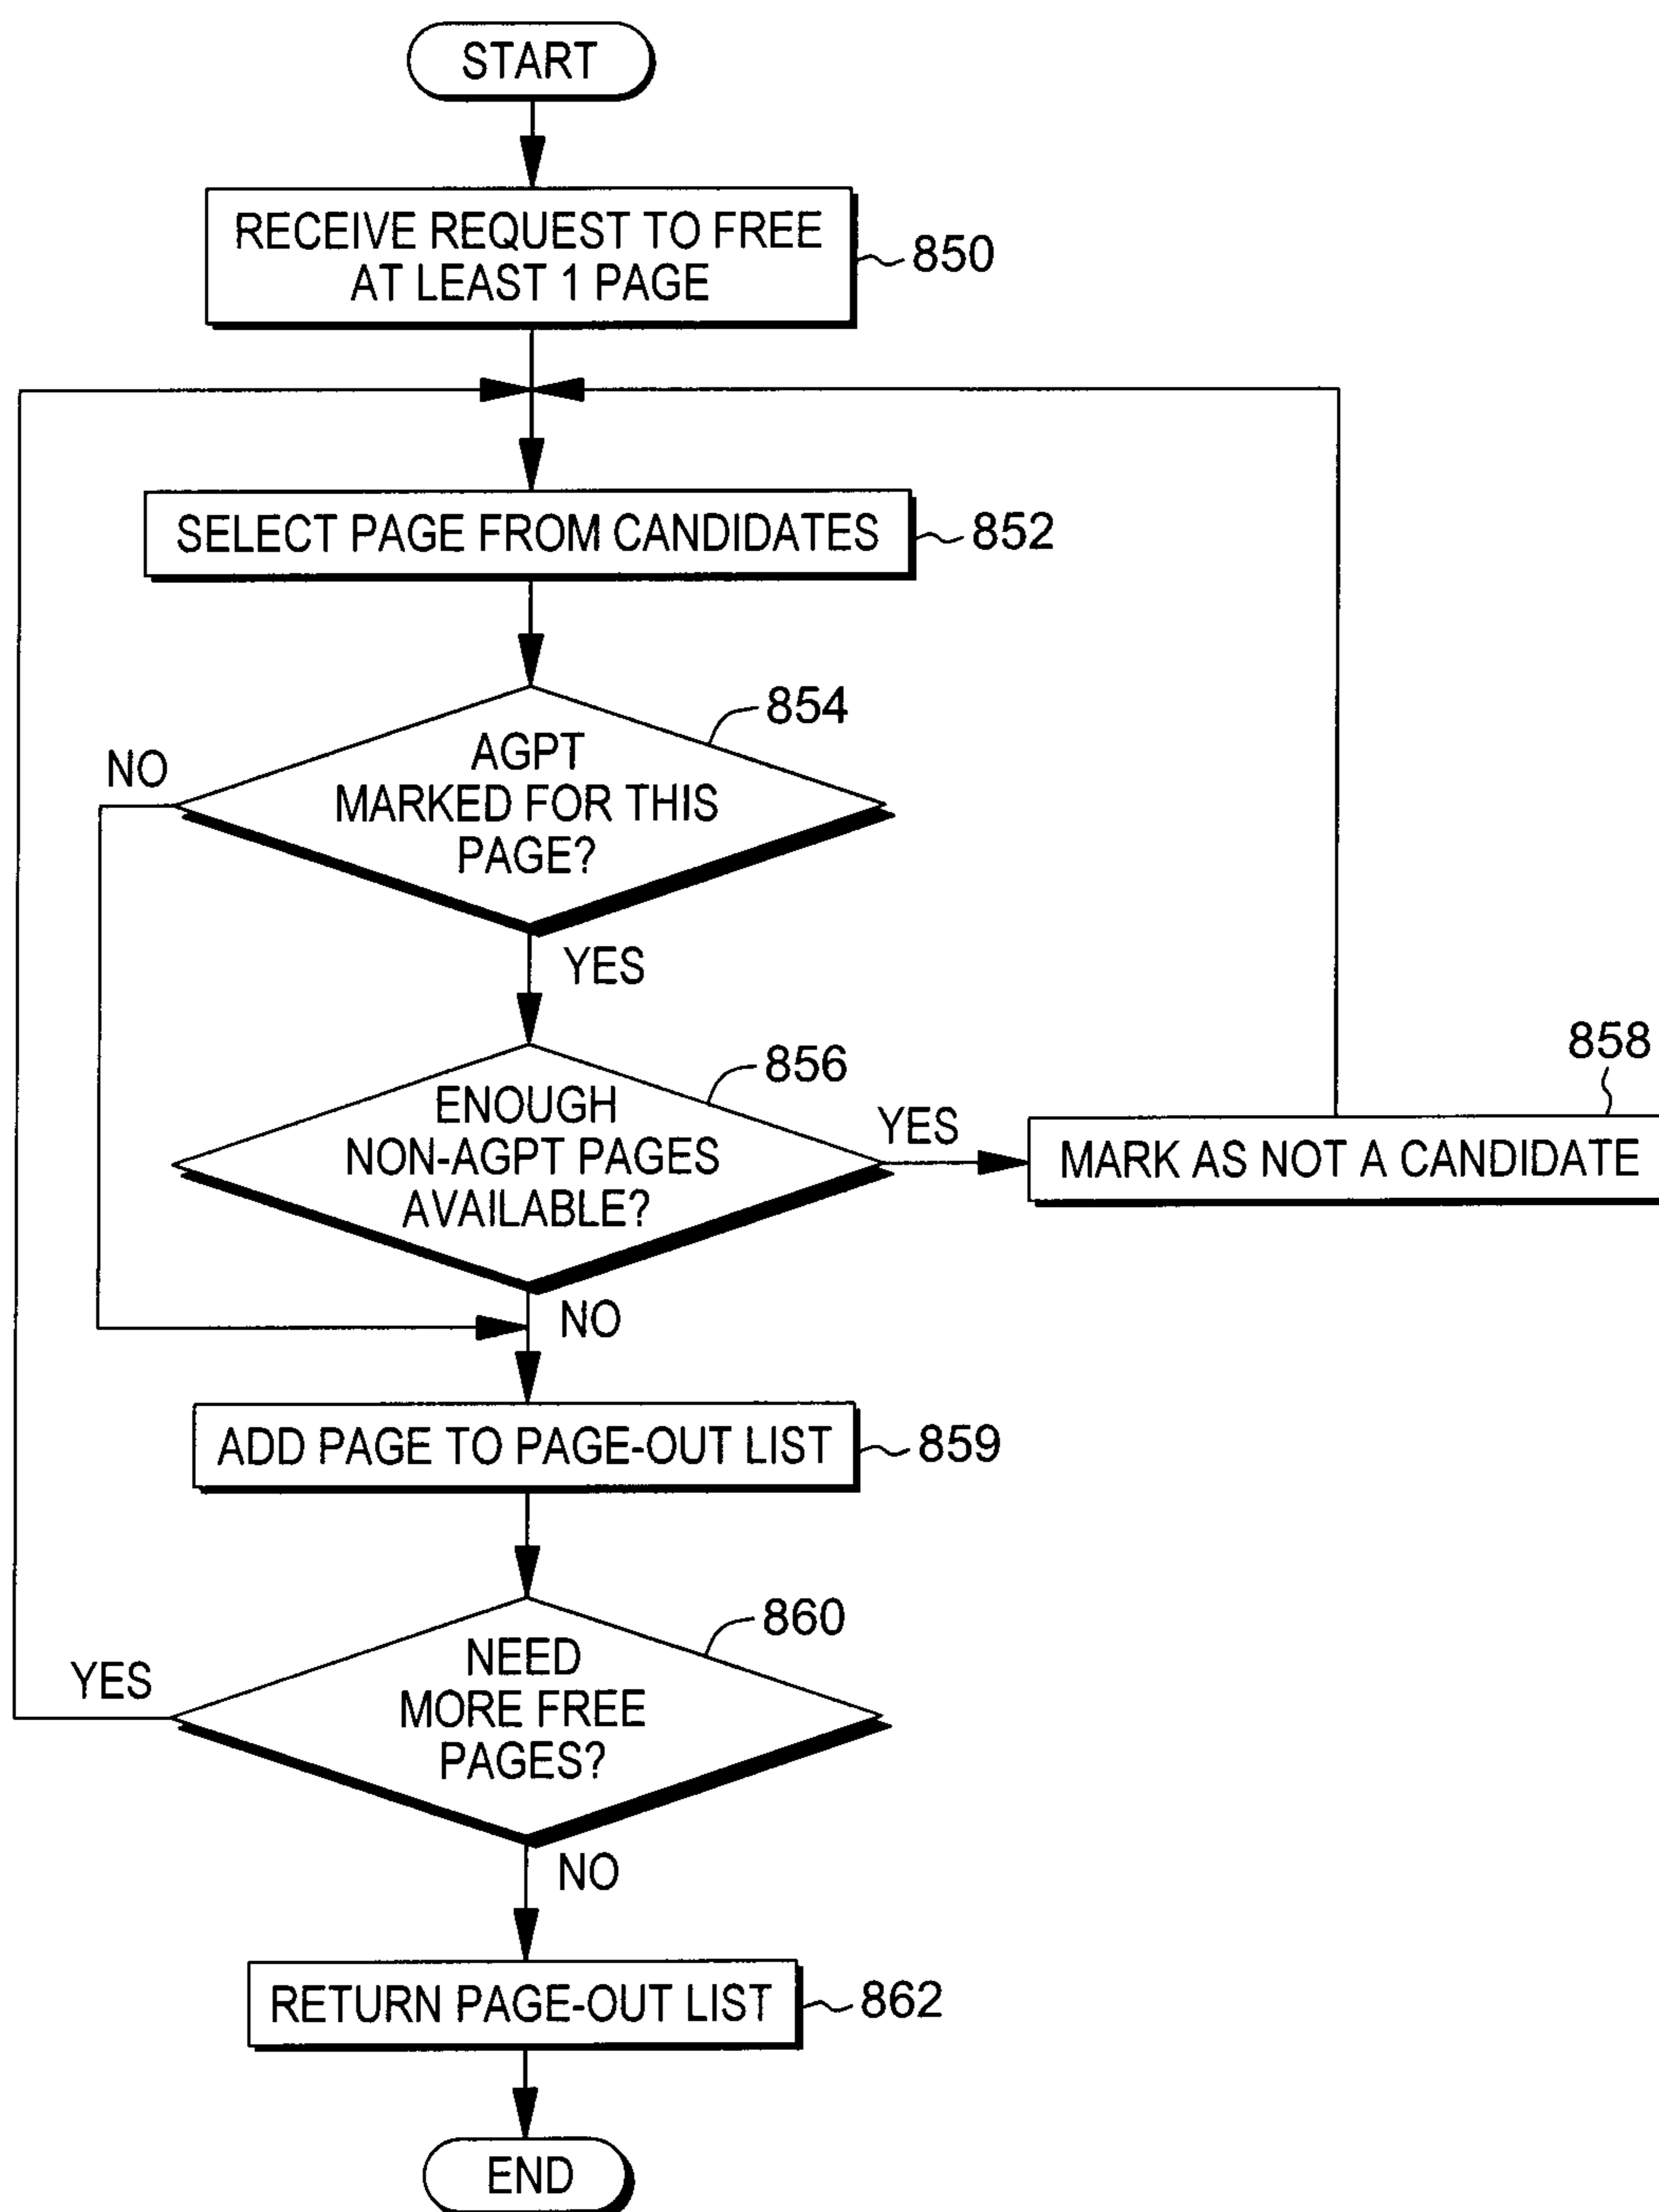 START
RECEIVE REQUEST TO FREE
AT LEAST 1 PAGE
850
SELECT PAGE FROM CANDIDATES
852
854
AGPT
MARKED FOR THIS
PAGE?
NO
YES
856
ENOUGH
NON-AGPT PAGES
AVAILABLE?
YES
858
MARK AS NOT A CANDIDATE
NO
ADD PAGE TO PAGE-OUT LIST
859
860
NEED
MORE FREE
PAGES?
YES
NO
RETURN PAGE-OUT LIST
862
END